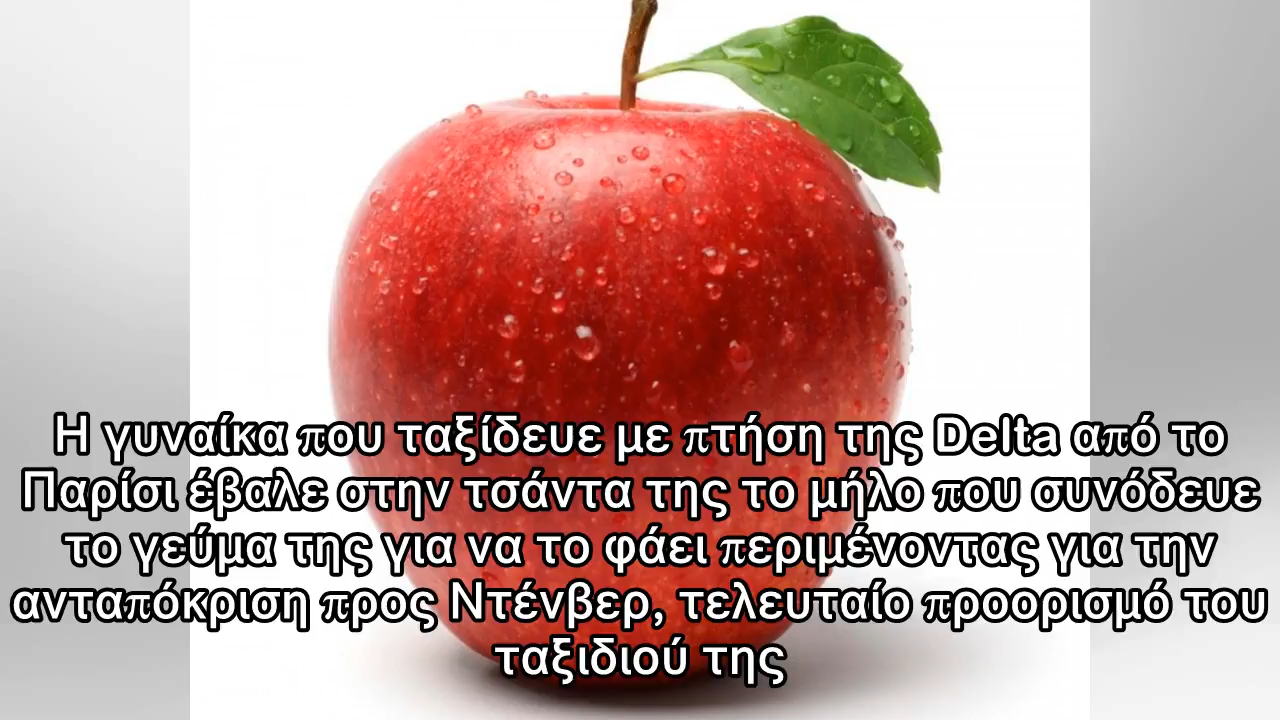 Η γυναίκα που ταξίδευε με πτήση της Delta από το
Παρίσι έβαλε στην τσάντα της το μήλο που συνόδευε
το γεύμα της για να το φάει περιμένοντας για την
ανταπόκριση προς Ντένβερ, τελευταίο προορισμό του
ταξιδιού της